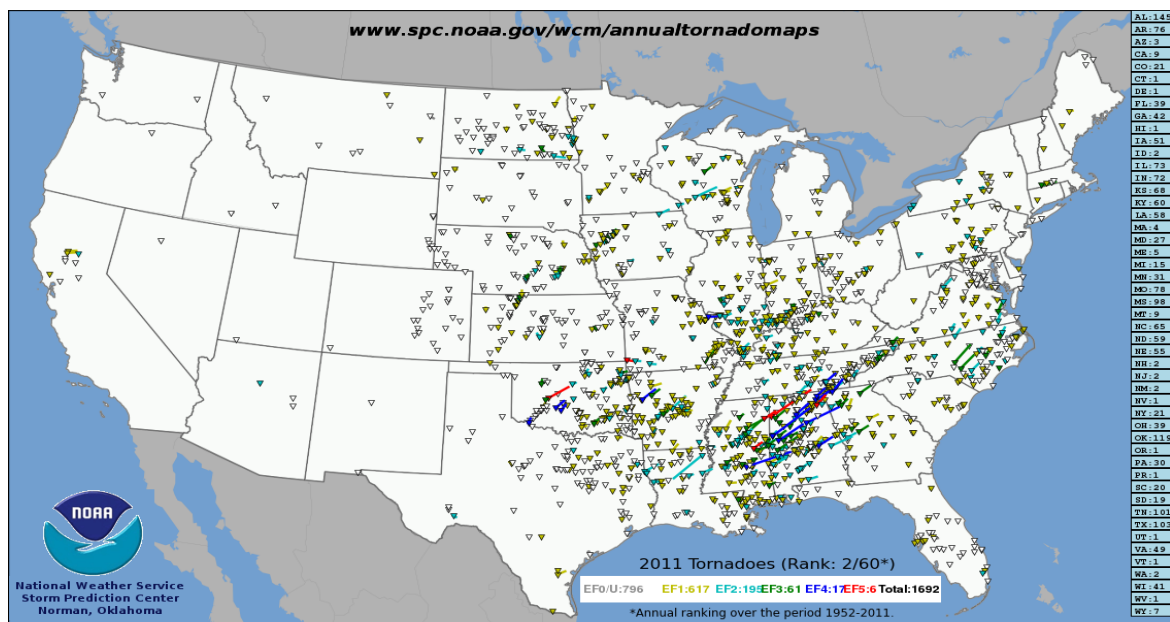 www.spc.noaa.gov/wcm/annualtornadomaps
AL:145
AR:76
AZ:3
CA:9
CO:21
CT:1
DE:1
FL:39
GA:42
HI:1
IA:51
ID:2
IL:73
IN:72
KS:68
KY:60
LA:58
MA:4
MD:27
ME:5
MI:15
MN:31
MO:78
MS:98
MT:9
NC:65
ND:59
NE:55
NH:2
NJ:2
NM:2
NV:1
NY:21
OH:39
OK:119
OR:1
PA:30
PR:1
SC:20
SD:19
TN:101
TX:103
UT:1
VA:49
VT:1
WA:2
WI:41
WV:1
WY:7
NOAA
National Weather Service
Storm Prediction Center
Norman, Oklahoma
2011 Tornadoes (Rank: 2/60*)
EF0/U:796 EF1:617 EF2:195 EF3:61 EF4:17 EF5:6 Total:1692
*Annual ranking over the period 1952-2011.